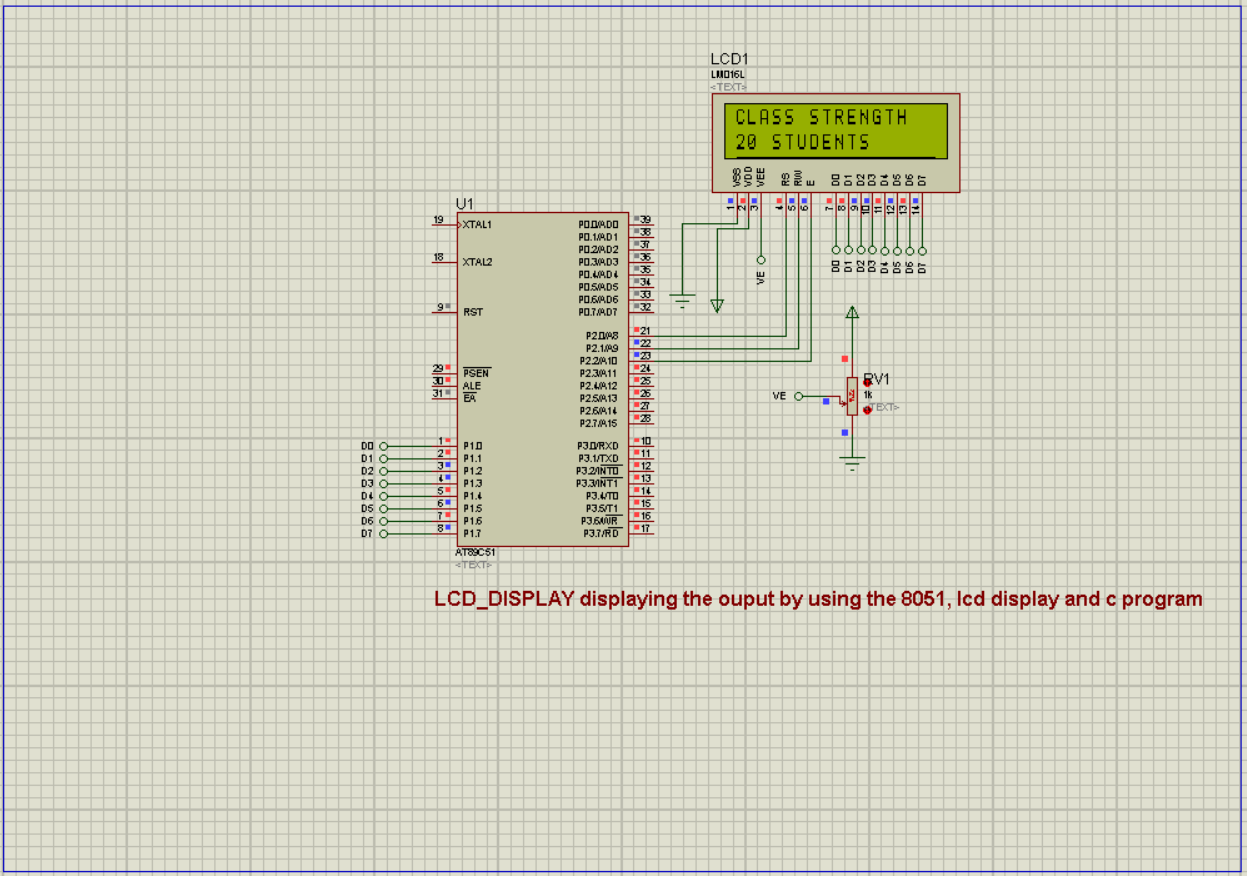 LCD1
LM016L
<TEXT>
CLASS STRENGTH
20 STUDENTS
VSS VDD VEE RS RW E D0 D1 D2 D3 D4 D5 D6 D7
1 2 3 4 5 6 7 8 9 10 11 12 13 14
D0 D1 D2 D3 D4 D5 D6 D7
VE
U1
19 XTAL1 P0.0/AD0 39
P0.1/AD1 38
P0.2/AD2 37
18 XTAL2 P0.3/AD3 36
P0.4/AD4 35
P0.5/AD5 34
P0.6/AD6 33
9 RST P0.7/AD7 32
P2.0/A8 21
P2.1/A9 22
P2.2/A10 23
29 PSEN P2.3/A11 24
30 ALE P2.4/A12 25
31 EA P2.5/A13 26
P2.6/A14 27
P2.7/A15 28
D0 1 P1.0 P3.0/RXD 10
D1 2 P1.1 P3.1/TXD 11
D2 3 P1.2 P3.2/INT0 12
D3 4 P1.3 P3.3/INT1 13
D4 5 P1.4 P3.4/T0 14
D5 6 P1.5 P3.5/T1 15
D6 7 P1.6 P3.6/WR 16
D7 8 P1.7 P3.7/RD 17
AT89C51
<TEXT>
RV1
VE
1k
<TEXT>
LCD_DISPLAY displaying the ouput by using the 8051, lcd display and c program